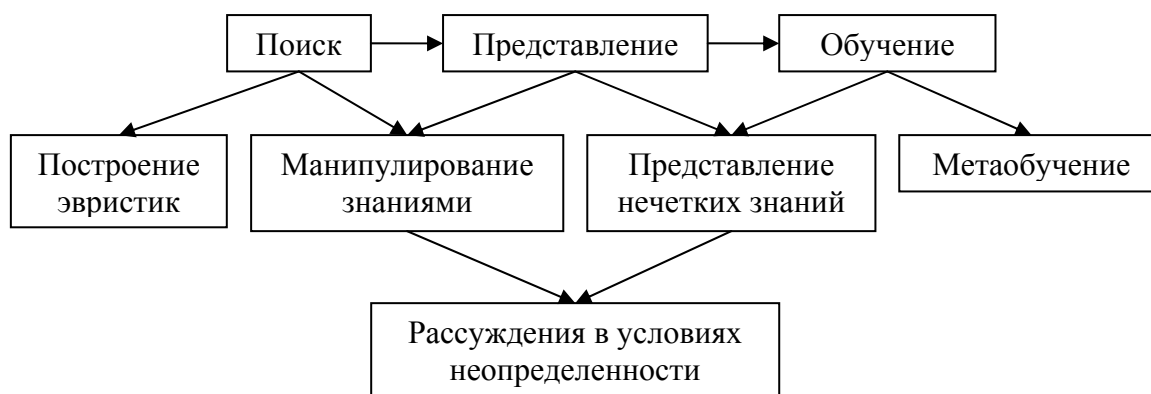 Поиск
Представление
Обучение
Построение
эвристик
Манипулирование
знаниями
Представление
нечетких знаний
Метаобучение
Рассуждения в условиях
неопределенности